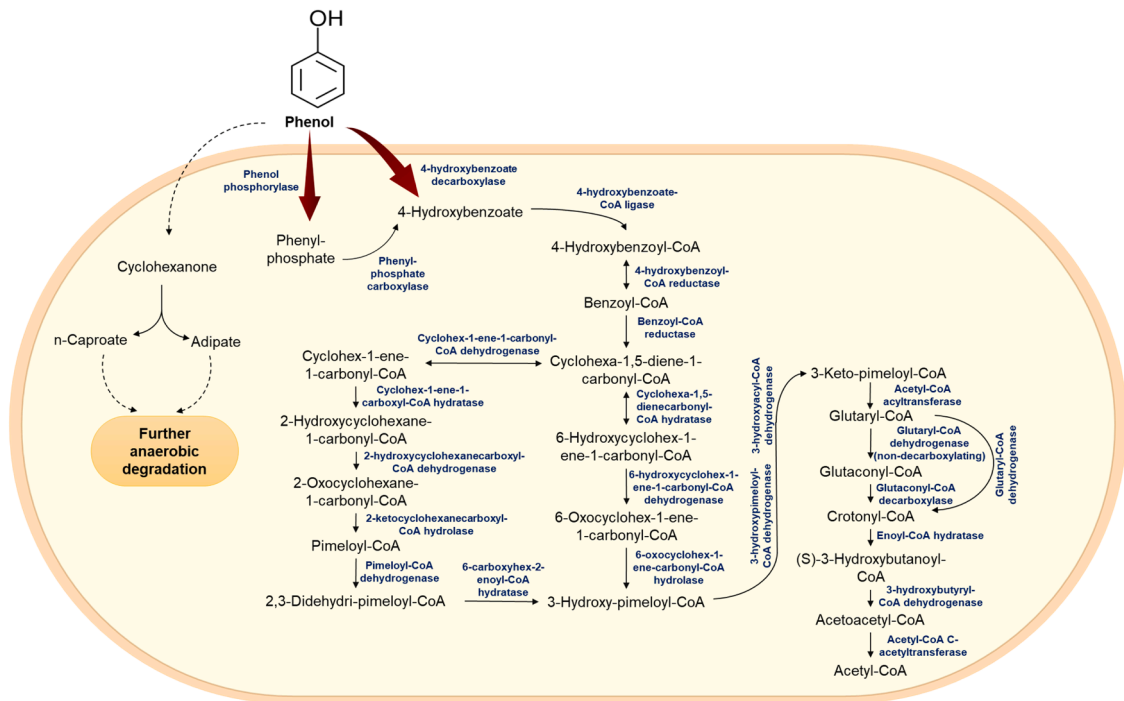 OH
Phenol
Phenol
phosphorylase
4-hydroxybenzoate
decarboxylase
4-Hydroxybenzoate
4-hydroxybenzoate-
CoA ligase
Phenyl-
phosphate
Phenyl-
phosphate
carboxylase
4-Hydroxybenzoyl-CoA
4-hydroxybenzoyl-
CoA reductase
Benzoyl-CoA
Benzoyl-CoA
reductase
Cyclohexanone
n-Caproate
Adipate
Further
anaerobic
degradation
Cyclohex-1-ene-1-carbonyl-
CoA dehydrogenase
Cyclohex-1-ene-
1-carbonyl-CoA
Cyclohex-1-ene-1-
carboxyl-CoA hydratase
2-Hydroxycyclohexane-
1-carbonyl-CoA
2-hydroxycyclohexanecarboxyl-
CoA dehydrogenase
2-Oxocyclohexane-
1-carbonyl-CoA
2-ketocyclohexanecarboxyl-
CoA hydrolase
Pimeloyl-CoA
Pimeloyl-CoA
dehydrogenase
2,3-Didehydri-pimeloyl-CoA
6-carboxyhex-2-
enoyl-CoA
hydratase
Cyclohexa-1,5-diene-1-
carbonyl-CoA
Cyclohexa-1,5-
dienecarbonyl-
CoA hydratase
6-Hydroxycyclohex-1-
ene-1-carbonyl-CoA
6-hydroxycyclohex-1-
ene-1-carbonyl-CoA
dehydrogenase
6-Oxocyclohex-1-ene-
1-carbonyl-CoA
6-oxocyclohex-1-
ene-carbonyl-CoA
hydrolase
3-Hydroxy-pimeloyl-CoA
3-hydroxyacyl-CoA
dehydrogenase
3-hydroxypimeloyl-
CoA dehydrogenase
3-Keto-pimeloyl-CoA
Acetyl-CoA
acyltransferase
Glutaryl-CoA
Glutaryl-CoA
dehydrogenase
(non-decarboxylating)
Glutaryl-CoA
dehydrogenase
Glutaconyl-CoA
Glutaconyl-CoA
decarboxylase
Crotonyl-CoA
Enoyl-CoA hydratase
(S)-3-Hydroxybutanoyl-
CoA
3-hydroxybutyryl-
CoA dehydrogenase
Acetoacetyl-CoA
Acetyl-CoA C-
acetyltransferase
Acetyl-CoA